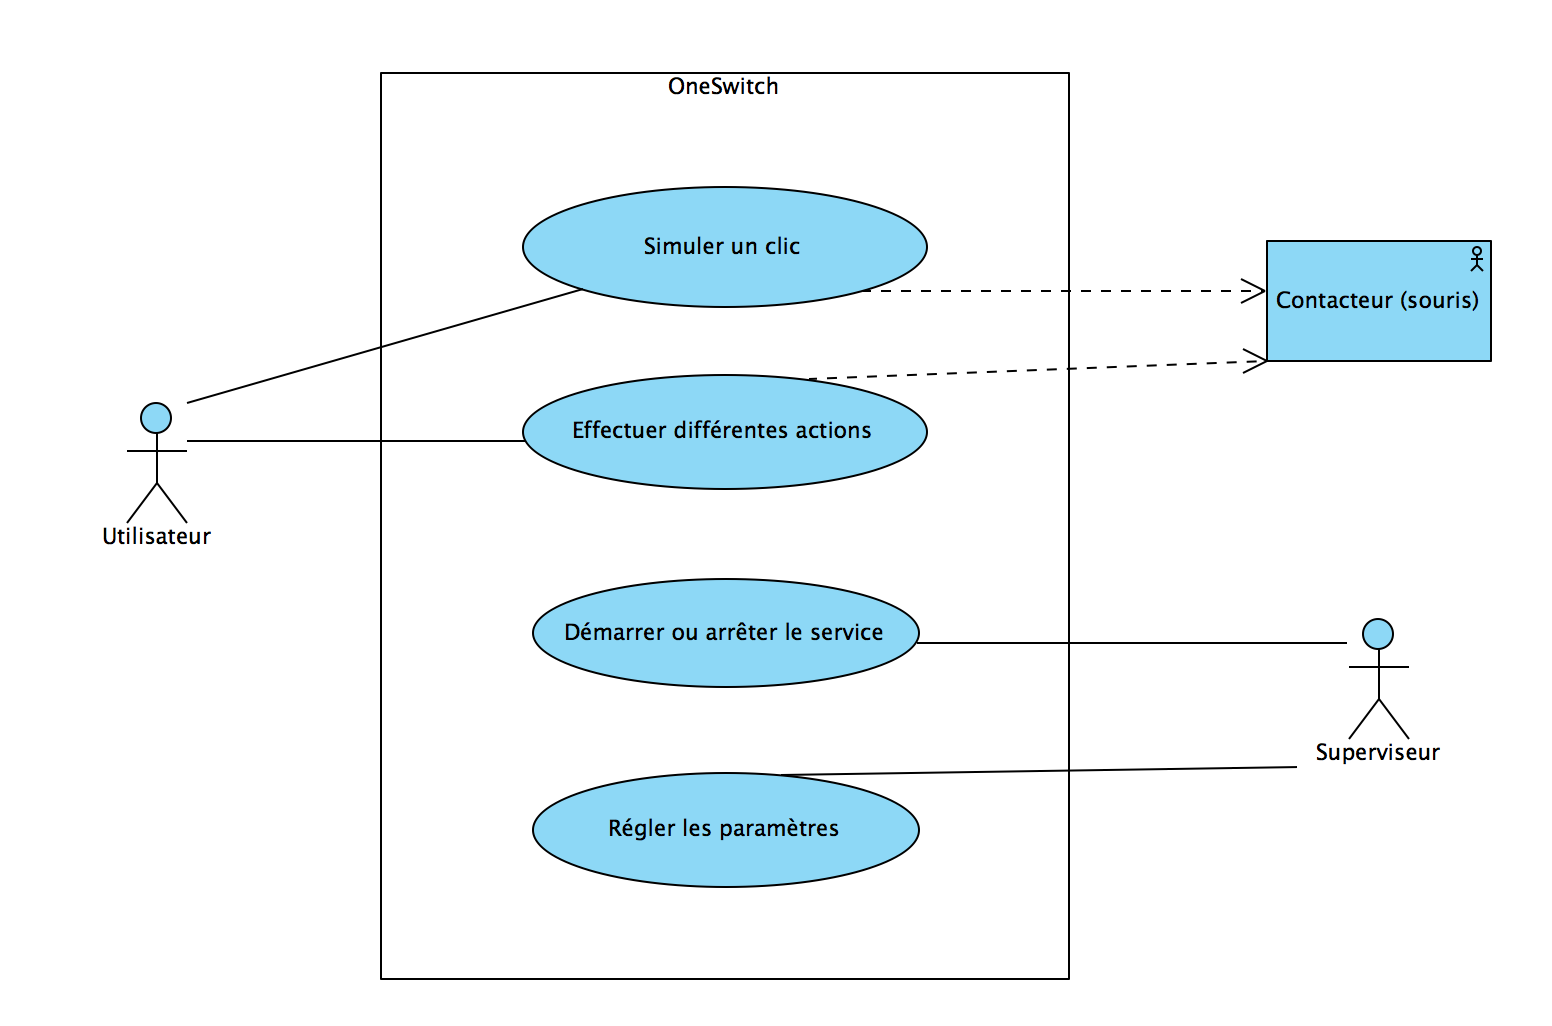 OneSwitch
Simuler un clic
Contacteur (souris)
Effectuer différentes actions
Utilisateur
Démarrer ou arrêter le service
Superviseur
Régler les paramètres